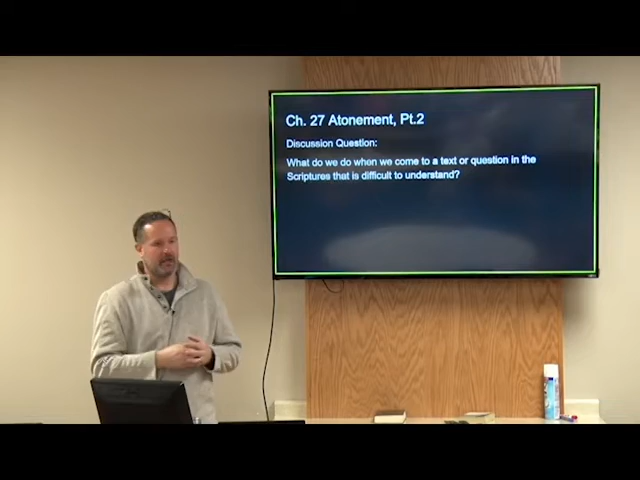 Ch. 27 Atonement, Pt.2
Discussion Question:
What do we do when we come to a text or question in the
Scriptures that is difficult to understand?